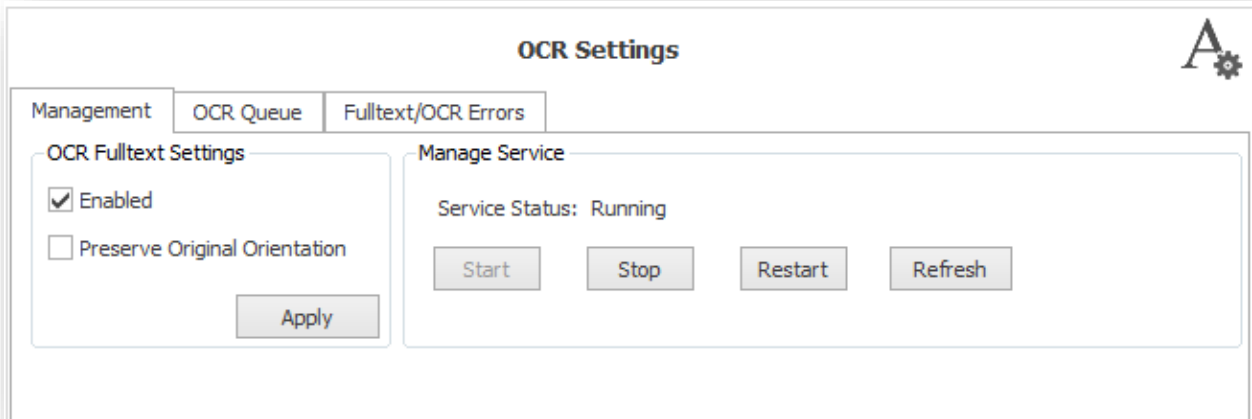 OCR Settings
Management OCR Queue Fulltext/OCR Errors
OCR Fulltext Settings
Enabled
Preserve Original Orientation
Apply
Manage Service
Service Status: Running
Start Stop Restart Refresh